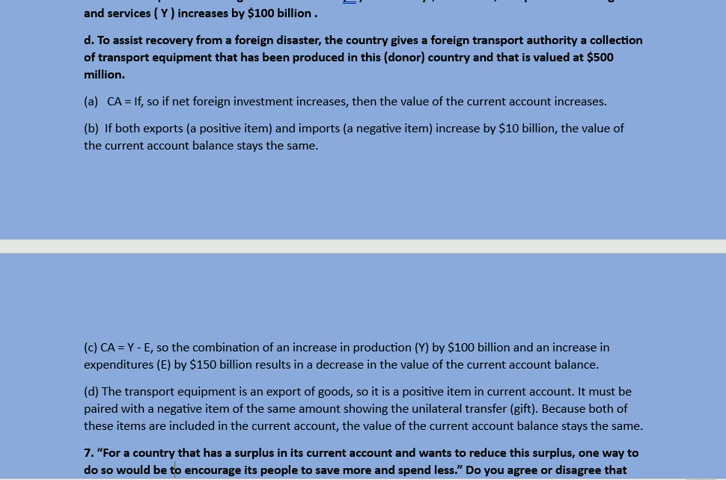 and services ( Y ) increases by $100 billion .
d. To assist recovery from a foreign disaster, the country gives a foreign transport authority a collection
of transport equipment that has been produced in this (donor) country and that is valued at $500
million.
(a) CA = If, so if net foreign investment increases, then the value of the current account increases.
(b) If both exports (a positive item) and imports (a negative item) increase by $10 billion, the value of
the current account balance stays the same.
(c) CA = Y - E, so the combination of an increase in production (Y) by $100 billion and an increase in
expenditures (E) by $150 billion results in a decrease in the value of the current account balance.
(d) The transport equipment is an export of goods, so it is a positive item in current account. It must be
paired with a negative item of the same amount showing the unilateral transfer (gift). Because both of
these items are included in the current account, the value of the current account balance stays the same.
7. “For a country that has a surplus in its current account and wants to reduce this surplus, one way to
do so would be to encourage its people to save more and spend less.” Do you agree or disagree that